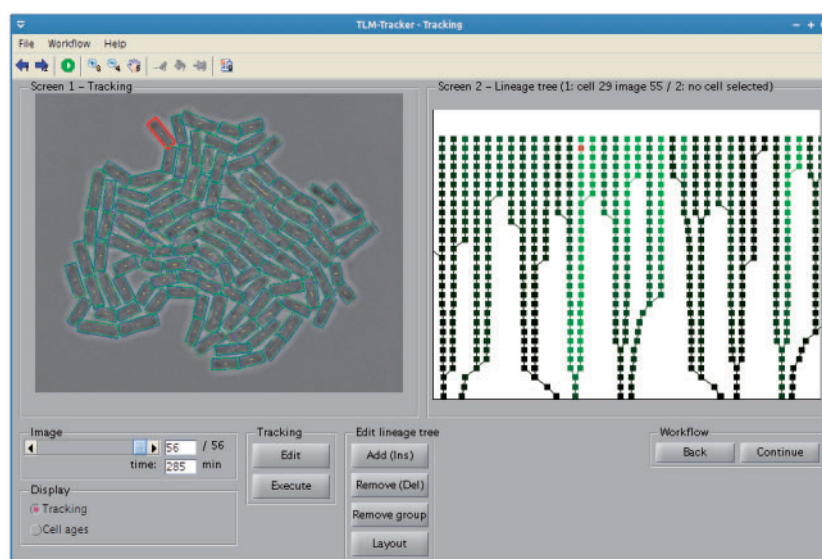 TLM-Tracker - Tracking
File Workflow Help
Screen 1 – Tracking
Screen 2 – Lineage tree (1: cell 29 image 55 / 2: no cell selected)
Image
56 / 56
time: 285 min
Display
Tracking
Cell ages
Tracking
Edit
Execute
Edit lineage tree
Add (Ins)
Remove (Del)
Remove group
Layout
Workflow
Back Continue